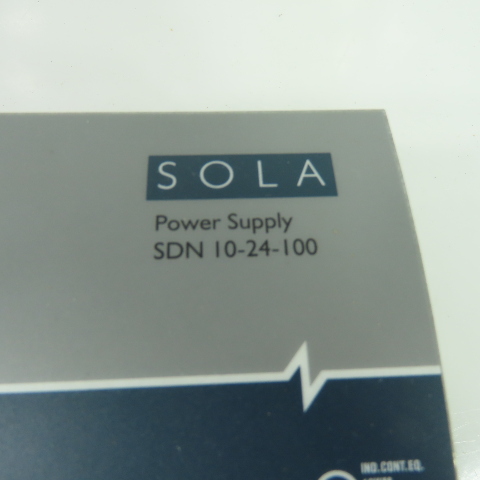 SOLA
Power Supply
SDN 10-24-100
IND.CONT.EQ.